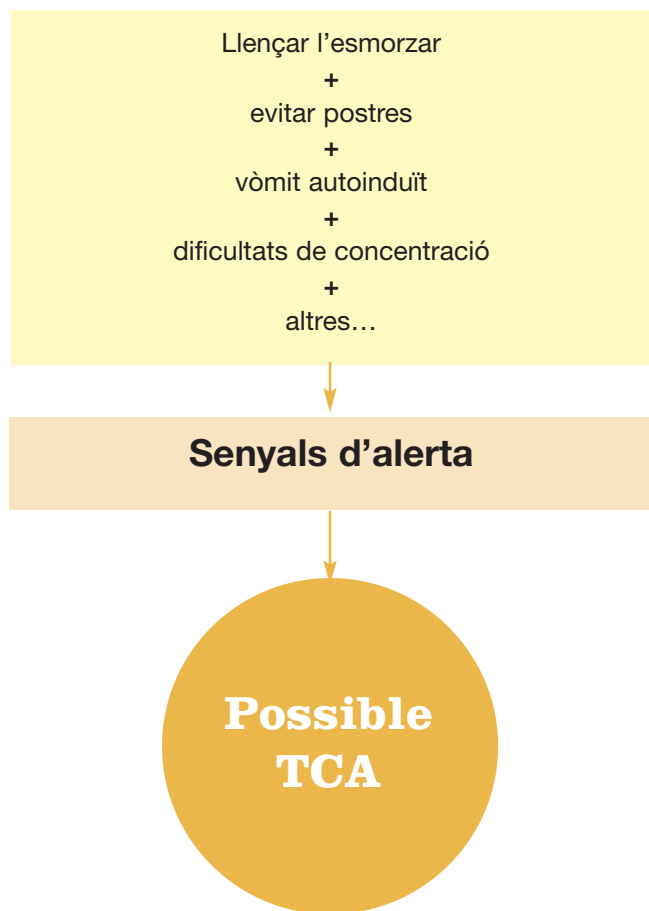 Llençar l’esmorzar
+
evitar postres
+
vòmit autoinduït
+
dificultats de concentració
+
altres…
Senyals d’alerta
Possible
TCA